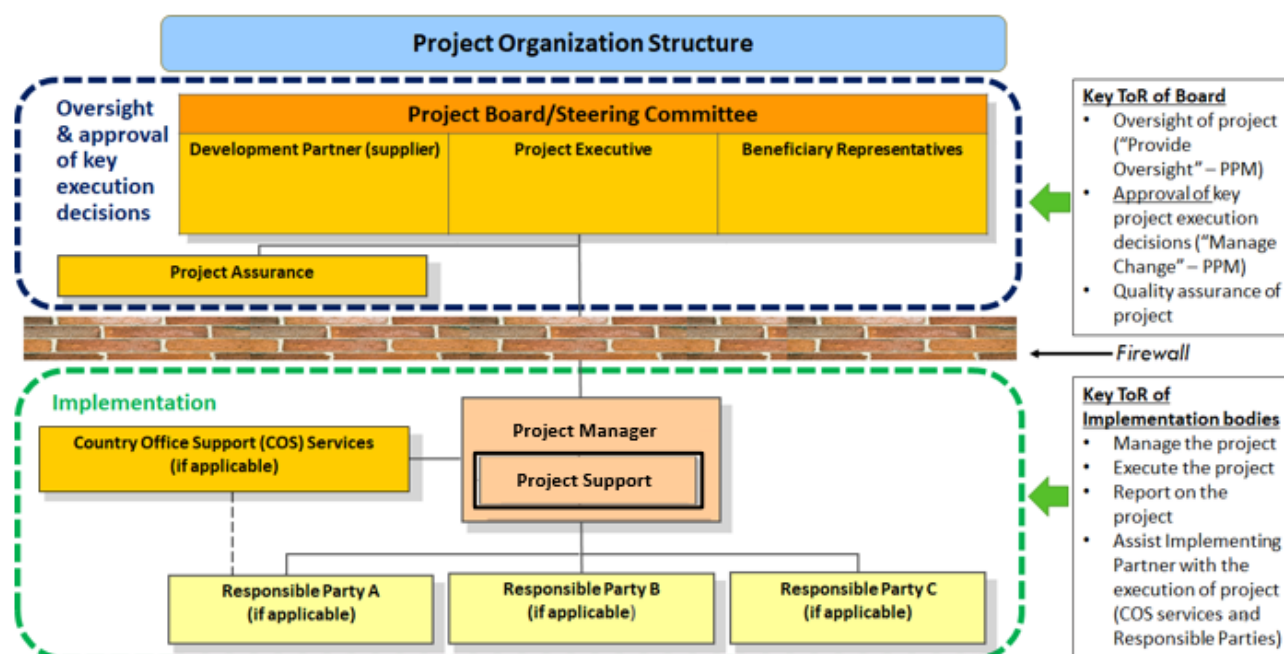 Project Organization Structure
Oversight
& approval
of key
execution
decisions
Project Board/Steering Committee
Development Partner (supplier)
Project Executive
Beneficiary Representatives
Project Assurance
Key ToR of Board
• Oversight of project
(“Provide
Oversight” – PPM)
• Approval of key
project execution
decisions (“Manage
Change” – PPM)
• Quality assurance of
project
Firewall
Implementation
Country Office Support (COS) Services
(if applicable)
Project Manager
Project Support
Responsible Party A
(if applicable)
Responsible Party B
(if applicable)
Responsible Party C
(if applicable)
Key ToR of
Implementation bodies
• Manage the project
• Execute the project
• Report on the
project
• Assist Implementing
Partner with the
execution of project
(COS services and
Responsible Parties)